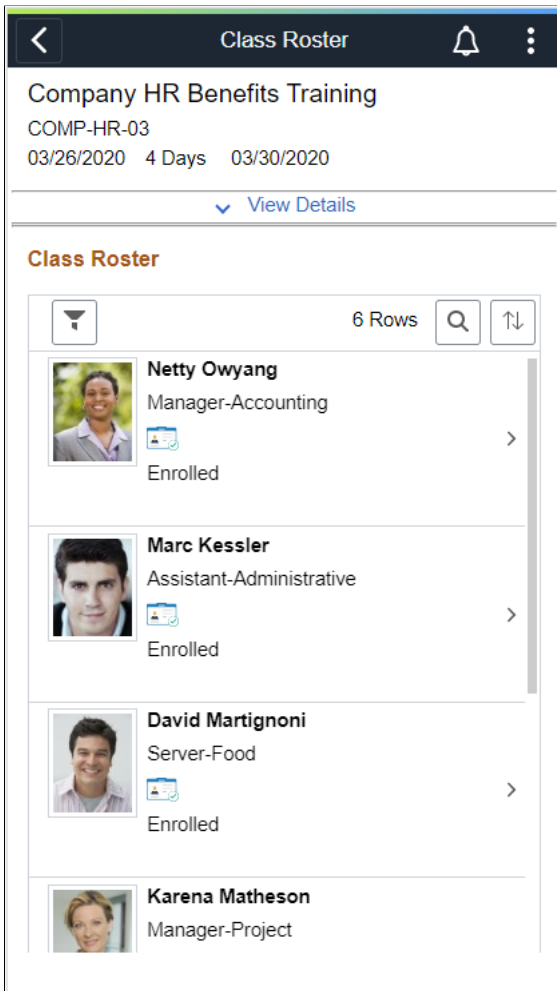 Class Roster
Company HR Benefits Training
COMP-HR-03
03/26/2020 4 Days 03/30/2020
View Details
Class Roster
6 Rows
Netty Owyang
Manager-Accounting
Enrolled
Marc Kessler
Assistant-Administrative
Enrolled
David Martignoni
Server-Food
Enrolled
Karena Matheson
Manager-Project